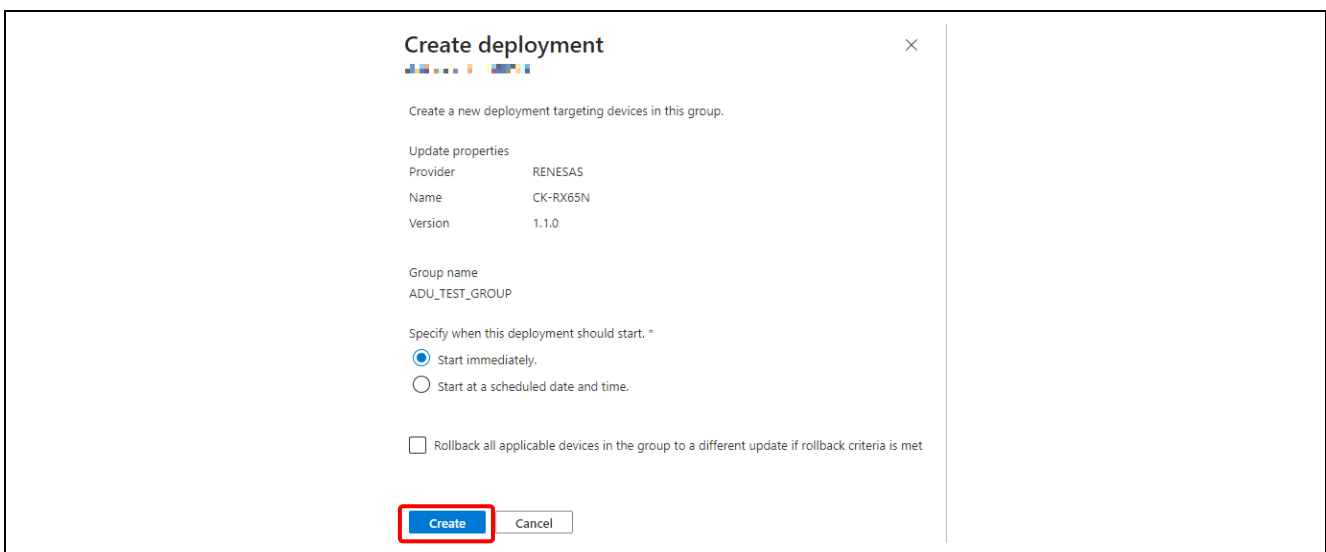 Create deployment
Create a new deployment targeting devices in this group.
Update properties
Provider RENESAS
Name CK-RX65N
Version 1.1.0
Group name
ADU_TEST_GROUP
Specify when this deployment should start. *
Start immediately.
Start at a scheduled date and time.
Rollback all applicable devices in the group to a different update if rollback criteria is met
Create Cancel